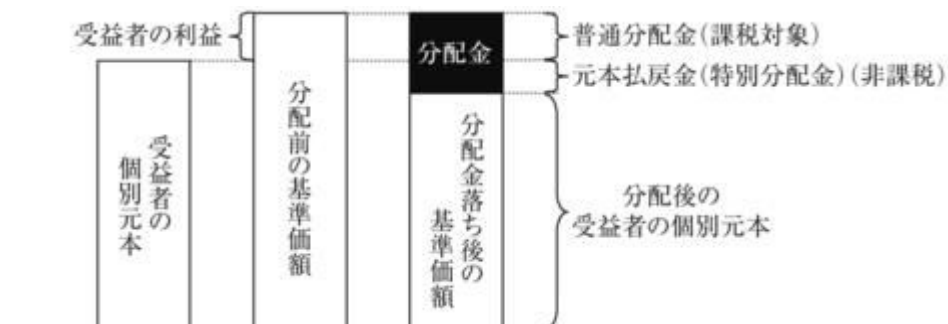 受益者の利益
受益者の
個別元本
分配前の基準価額
分配金
分配金落ち後の
基準価額
普通分配金(課税対象)
元本払戻金(特別分配金)(非課税)
分配後の
受益者の個別元本